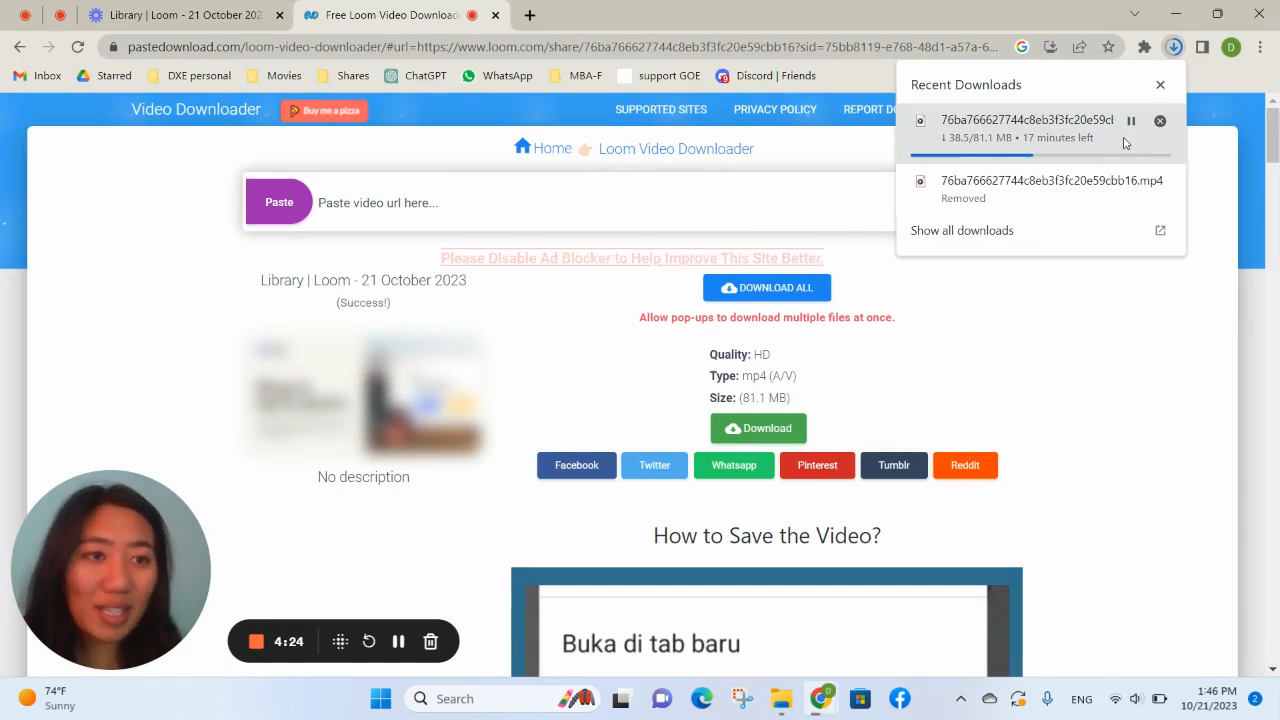 Library | Loom - 21 October 202
Free Loom Video Downloader
pastedownload.com/loom-video-downloader/#url=https://www.loom.com/share/76ba766627744c8eb3f3fc20e59cbb16?sid=75bb8119-e768-48d1-a57a-6...
D
Inbox
Starred
DXE personal
Movies
Shares
ChatGPT
WhatsApp
MBA-F
support GOE
Discord | Friends
Recent Downloads
76ba766627744c8eb3f3fc20e59cl
↓ 38.5/81.1 MB • 17 minutes left
76ba766627744c8eb3f3fc20e59cbb16.mp4
Removed
Show all downloads
Video Downloader
Buy me a pizza
SUPPORTED SITES
PRIVACY POLICY
REPORT DO
Home 👉🏻 Loom Video Downloader
Paste
Paste video url here...
Please Disable Ad Blocker to Help Improve This Site Better.
Library | Loom - 21 October 2023
(Success!)
No description
DOWNLOAD ALL
Allow pop-ups to download multiple files at once.
Quality: HD
Type: mp4 (A/V)
Size: (81.1 MB)
Download
Facebook
Twitter
Whatsapp
Pinterest
Tumblr
Reddit
How to Save the Video?
Buka di tab baru
4:24
74°F
Sunny
Search
D
ENG
1:46 PM
10/21/2023
2